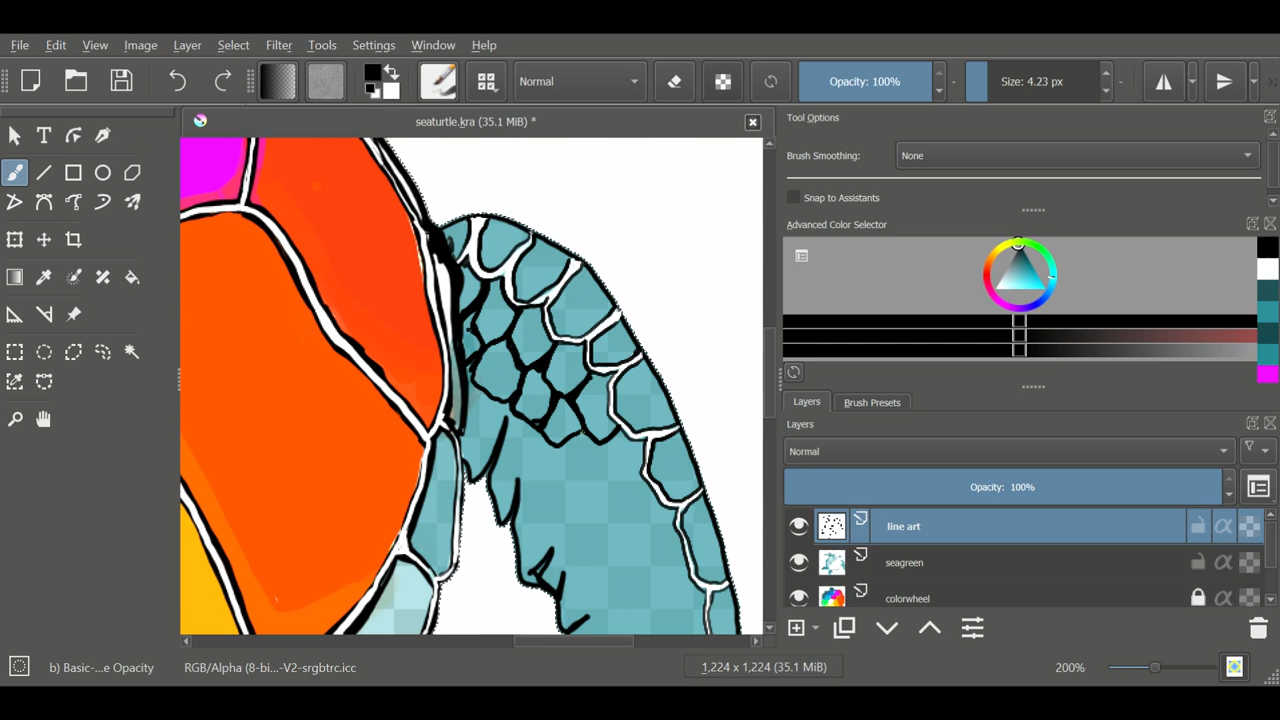 File Edit View Image Layer Select Filter Tools Settings Window Help
Normal Opacity: 100% Size: 4.23 px
seaturtle.kra (35.1 MiB) *
Tool Options
Brush Smoothing: None
Snap to Assistants
Advanced Color Selector
Layers Brush Presets
Layers
Normal
Opacity: 100%
line art
seagreen
colorwheel
b) Basic-...e Opacity RGB/Alpha (8-bi...-V2-srgbtrc.icc 1,224 x 1,224 (35.1 MiB) 200%